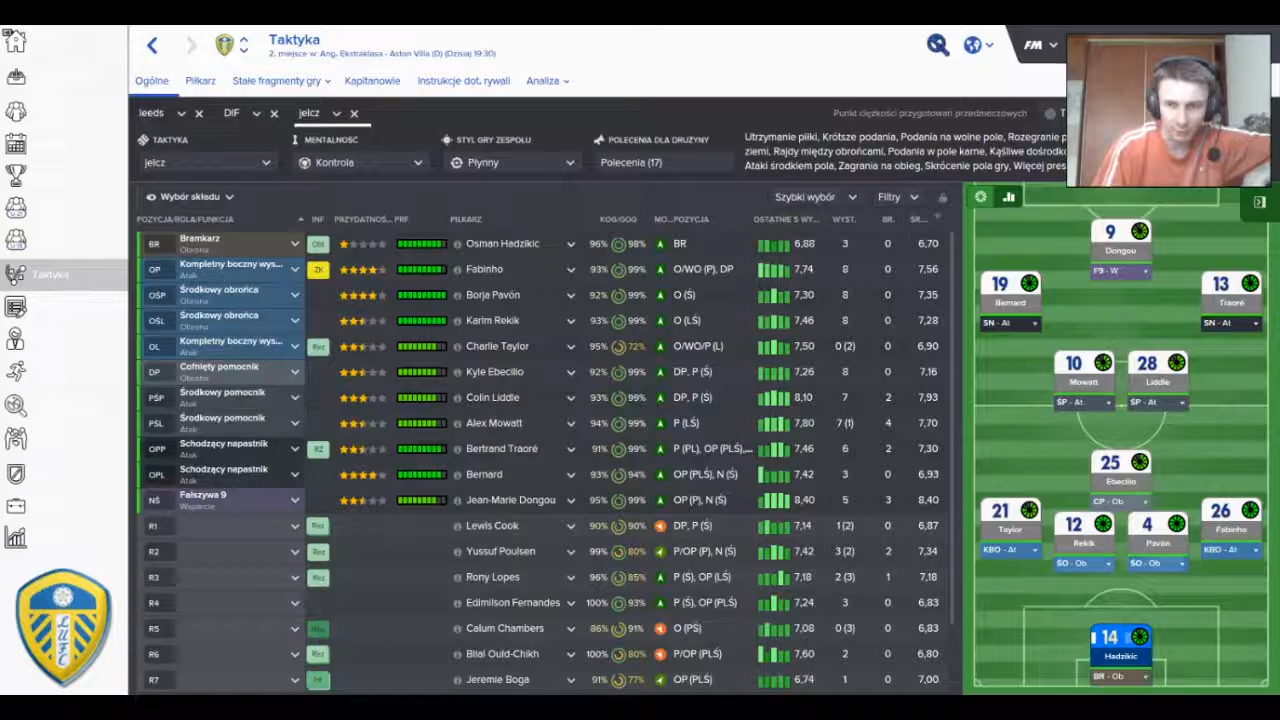 Taktyka
2. miejsce w: Ang. Ekstraklasa - Aston Villa (D) (Dzisiaj 19:30)
FM
Ogólne Piłkarz Stałe fragmenty gry Kapitanowie Instrukcje dot. rywali Analiza
leeds DIF jelcz Punkt ciężkości przygotowań przedmeczowych
TAKTYKA MENTALNOŚĆ STYL GRY ZESPOŁU POLECENIA DLA DRUŻYNY
jelcz Kontrola Płynny Polecenia (17)
Utrzymanie piłki, Krótsze podania, Podania na wolne pole, Rozegranie
ziemi, Rajdy między obrońcami, Podania w pole karne,
Ataki środkiem pola, Zagrania na obieg, Skrócenie pola gry, Więcej
Taktyka
Wybór składu Szybki wybór Filtry
POZYCJA/ROLA/FUNKCJA INF PRZYDATNOŚ... PRF PIŁKARZ KOG/GOG MO... POZYCJA OSTATNIE 5 WY... WYST. BR. ŚR...
BR Bramkarz Obrona Obl Osman Hadzikic 96% 98% BR 6,88 3 0 6,70
OP Kompletny boczny wys... Atak ZK Fabinho 93% 99% O/WO (P), DP 7,74 8 0 7,56
OŚP Środkowy obrońca Obrona Borja Pavón 92% 99% O (Ś) 7,30 8 0 7,35
OŚL Środkowy obrońca Obrona Karim Rekik 93% 99% O (LŚ) 7,46 8 0 7,28
OL Kompletny boczny wys... Atak Rez Charlie Taylor 95% 72% O/WO/P (L) 7,50 0 (2) 0 6,90
DP Cofnięty pomocnik Obrona Kyle Ebecilio 92% 99% DP, P (Ś) 7,26 8 0 7,16
PŚP Środkowy pomocnik Atak Colin Liddle 93% 99% DP, P (Ś) 8,10 7 2 7,93
PŚL Środkowy pomocnik Atak Alex Mowatt 94% 99% P (LŚ) 7,80 7 (1) 4 7,70
OPP Schodzący napastnik Atak RZ Bertrand Traoré 91% 99% P (PL), OP (PLŚ),... 7,46 6 2 7,30
OPL Schodzący napastnik Atak Bernard 93% 94% OP (PLŚ), N (Ś) 7,42 3 0 6,93
NŚ Fałszywa 9 Wsparcie Jean-Marie Dongou 95% 99% OP (P), N (Ś) 8,40 5 3 8,40
R1 Rez Lewis Cook 90% 90% DP, P (Ś) 7,14 1 (2) 0 6,87
R2 Rez Yussuf Poulsen 99% 80% P/OP (P), N (Ś) 7,42 3 (2) 2 7,34
R3 Rez Rony Lopes 96% 85% P (Ś), OP (LŚ) 7,18 2 (3) 1 7,18
R4 Edimilson Fernandes 100% 93% P (Ś), OP (PLŚ) 7,24 3 0 6,83
R5 Calum Chambers 86% 91% O (PŚ) 7,08 0 (3) 0 6,83
R6 Rez Bilal Ould-Chikh 100% 80% P/OP (PLŚ) 7,60 2 0 6,80
R7 Int Jeremie Boga 91% 77% OP (PLŚ) 6,74 1 0 7,00
9
Dongou
F9 - W
19 13
Bernard Traoré
SN - At SN - At
10 28
Mowatt Liddle
ŚP - At ŚP - At
25
Ebecilio
CP - Ob
21 12 4 26
Taylor Rekik Pavón Fabinho
KBO - At ŚO - Ob ŚO - Ob KBO - At
14
Hadzikic
BR - Ob
LUFC